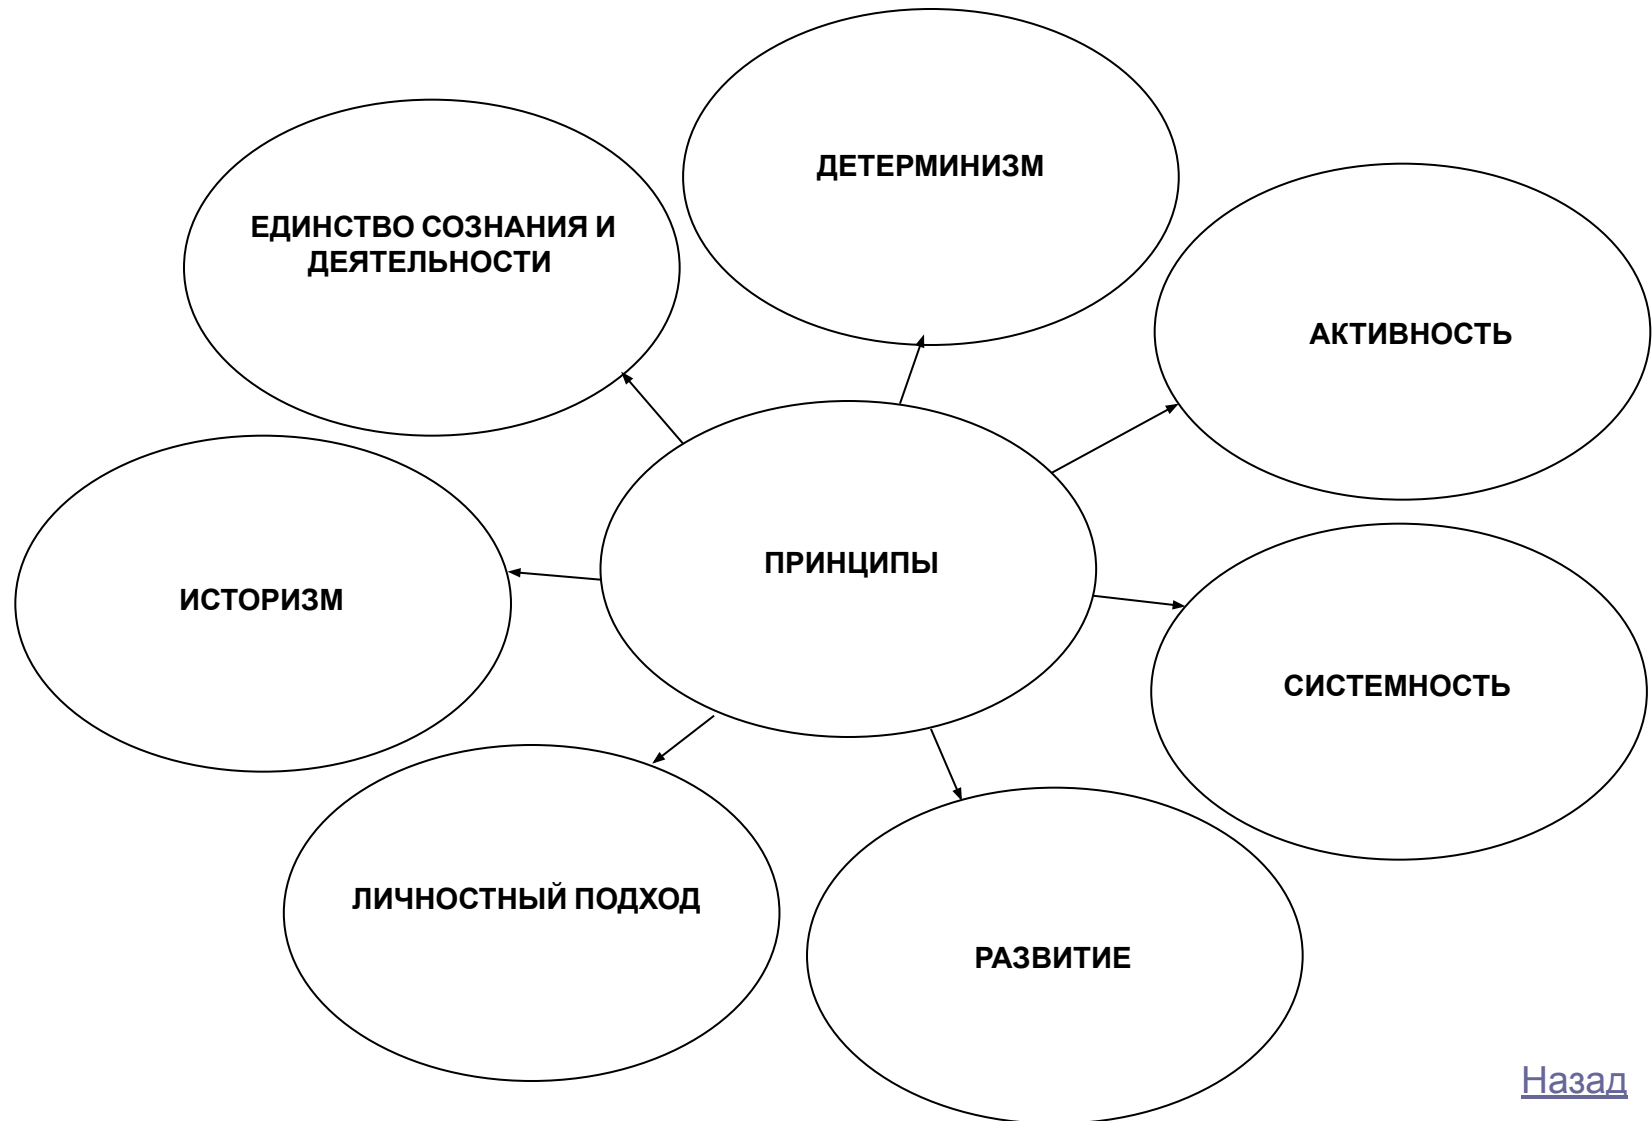 ДЕТЕРМИНИЗМ
ЕДИНСТВО СОЗНАНИЯ И
ДЕЯТЕЛЬНОСТИ
АКТИВНОСТЬ
ПРИНЦИПЫ
ИСТОРИЗМ
СИСТЕМНОСТЬ
ЛИЧНОСТНЫЙ ПОДХОД
РАЗВИТИЕ
Назад